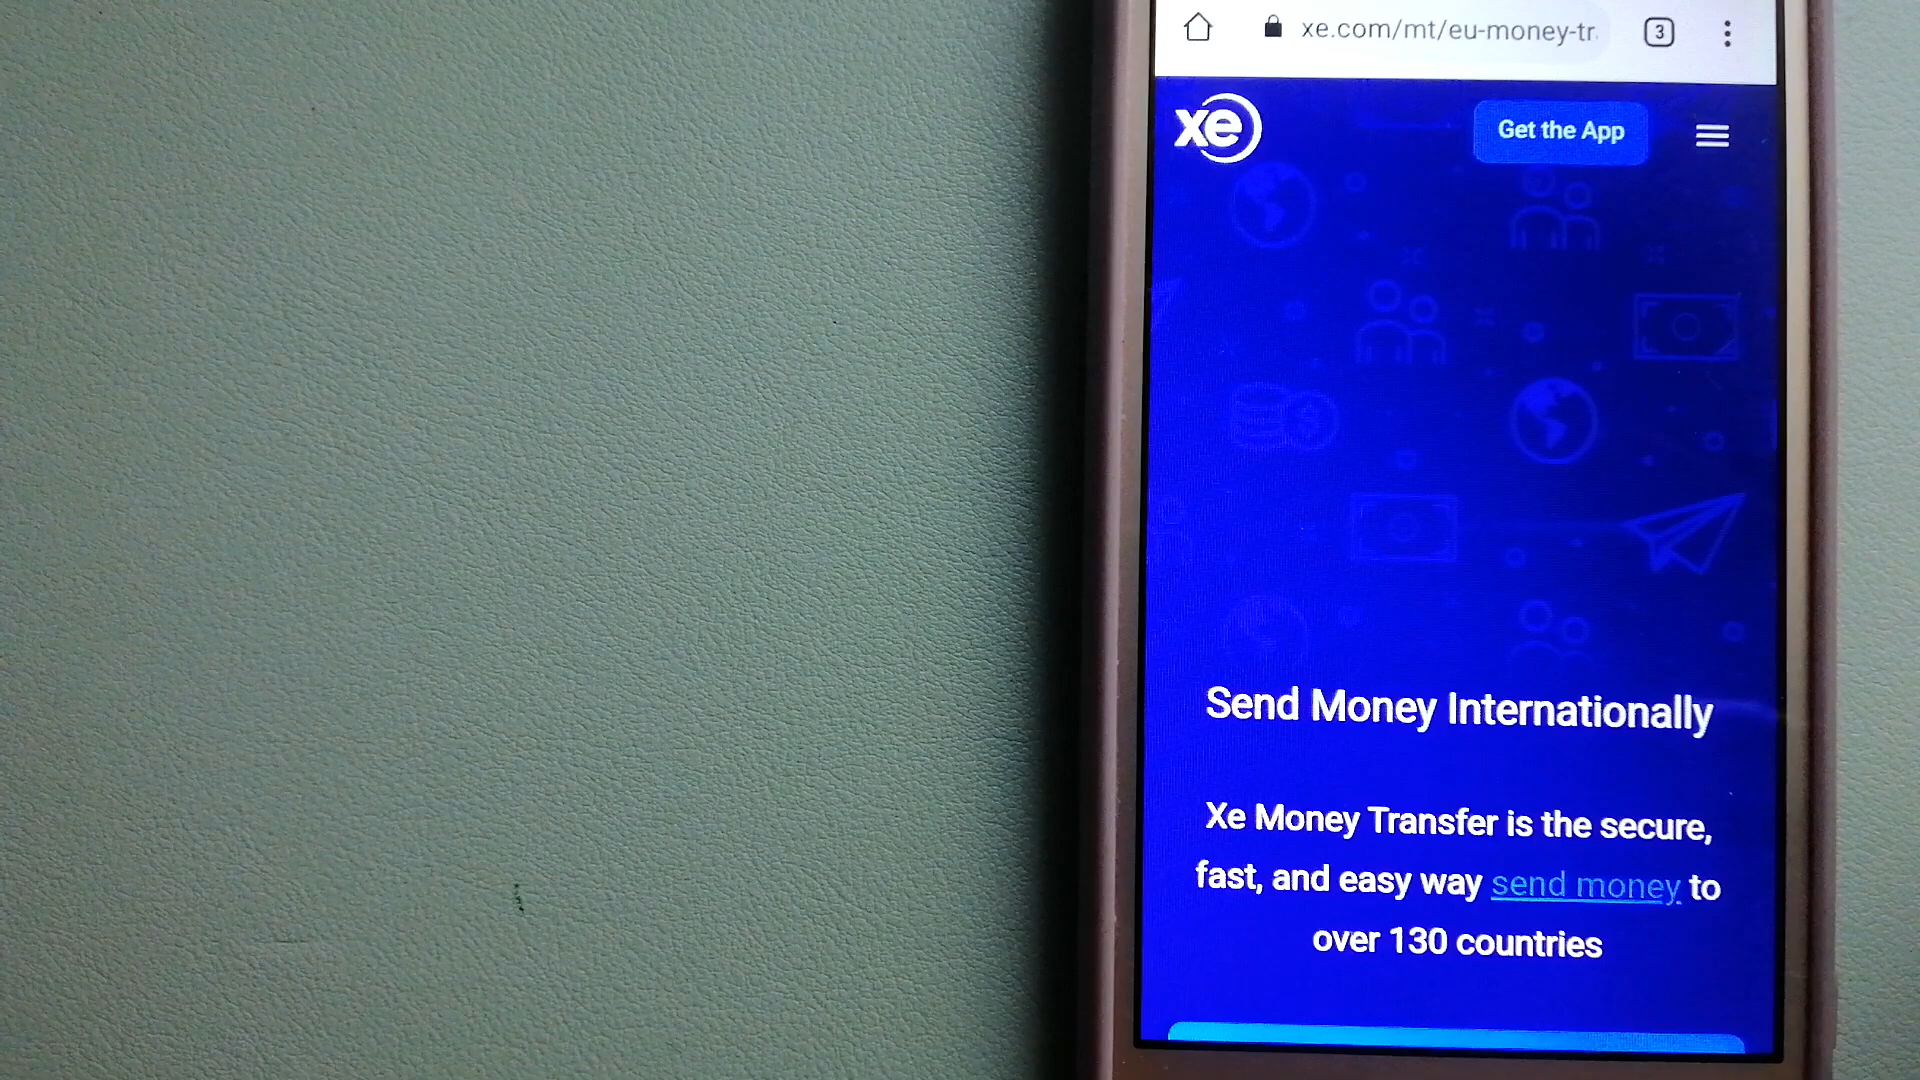 xe.com/mt/eu-money-tr
3
xe
Get the App
Send Money Internationally
Xe Money Transfer is the secure,
fast, and easy way send money to
over 130 countries